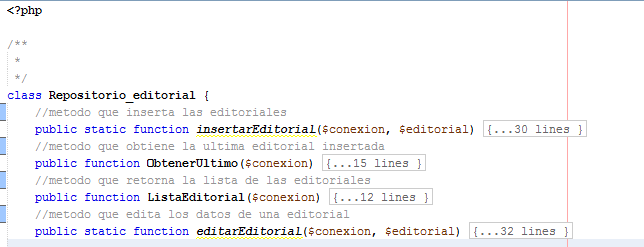 <?php
/**
*
*/
class Repositorio_editorial {
//metodo que inserta las editoriales
public static function insertarEditorial($conexion, $editorial) {...30 lines }
//metodo que obtiene la ultima editorial insertada
public function ObtenerUltimo($conexion) {...15 lines }
//metodo que retorna la lista de las editoriales
public function ListaEditorial($conexion) {...12 lines }
//metodo que edita los datos de una editorial
public static function editarEditorial($conexion, $editorial) {...32 lines }